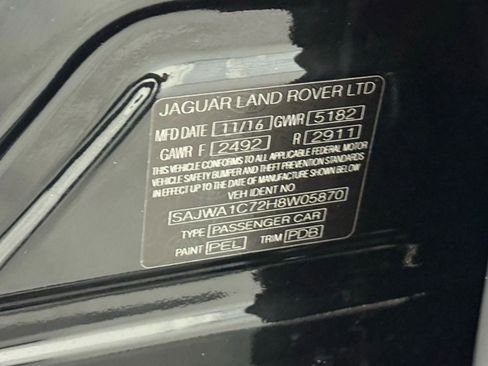 JAGUAR LAND ROVER LTD
MFD DATE 11/16 GVWR 5182
GAWR F 2492 R 2911
THIS VEHICLE CONFORMS TO ALL APPLICABLE FEDERAL MOTOR
VEHICLE SAFETY BUMPER AND THEFT PREVENTION STANDARDS
IN EFFECT UP TO THE DATE OF MANUFACTURE SHOWN BELOW
VEH IDENT NO
SAJWA1C72H8W05870
TYPE PASSENGER CAR
PAINT PEL TRIM PDB